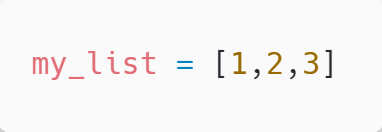 my_list = [1,2,3]